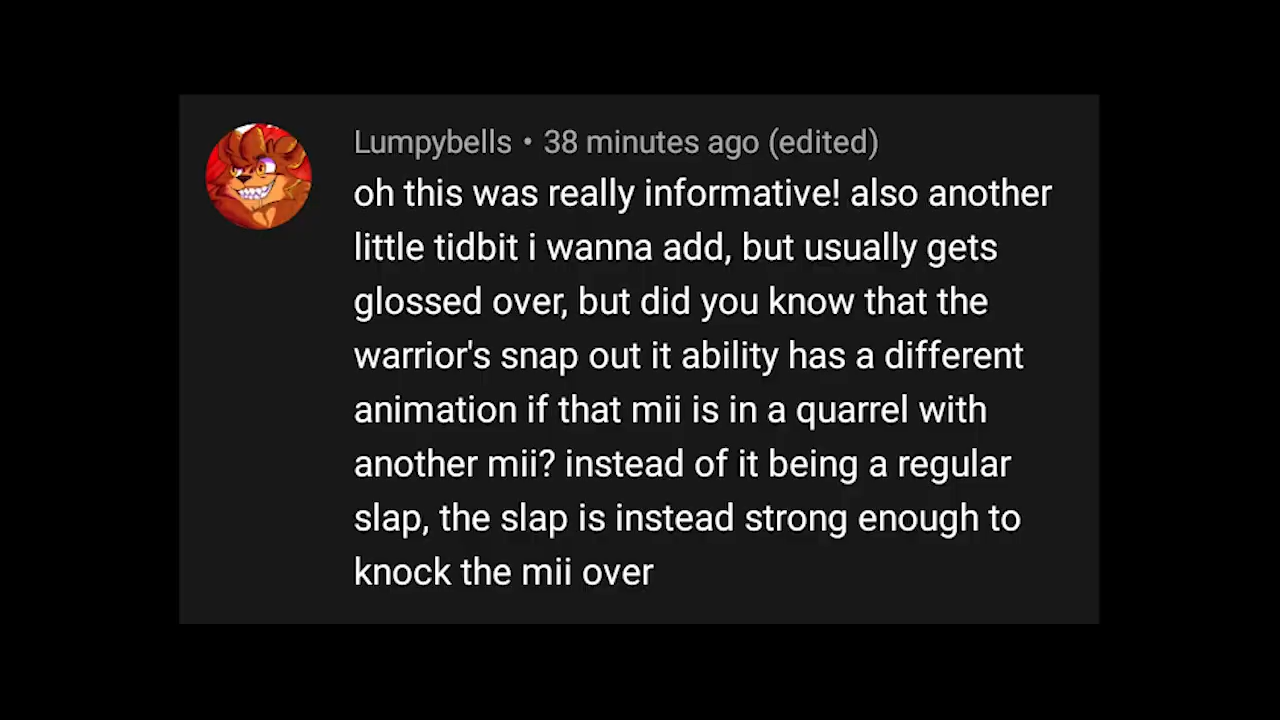 Lumpybells • 38 minutes ago (edited)
oh this was really informative! also another
little tidbit i wanna add, but usually gets
glossed over, but did you know that the
warrior's snap out it ability has a different
animation if that mii is in a quarrel with
another mii? instead of it being a regular
slap, the slap is instead strong enough to
knock the mii over